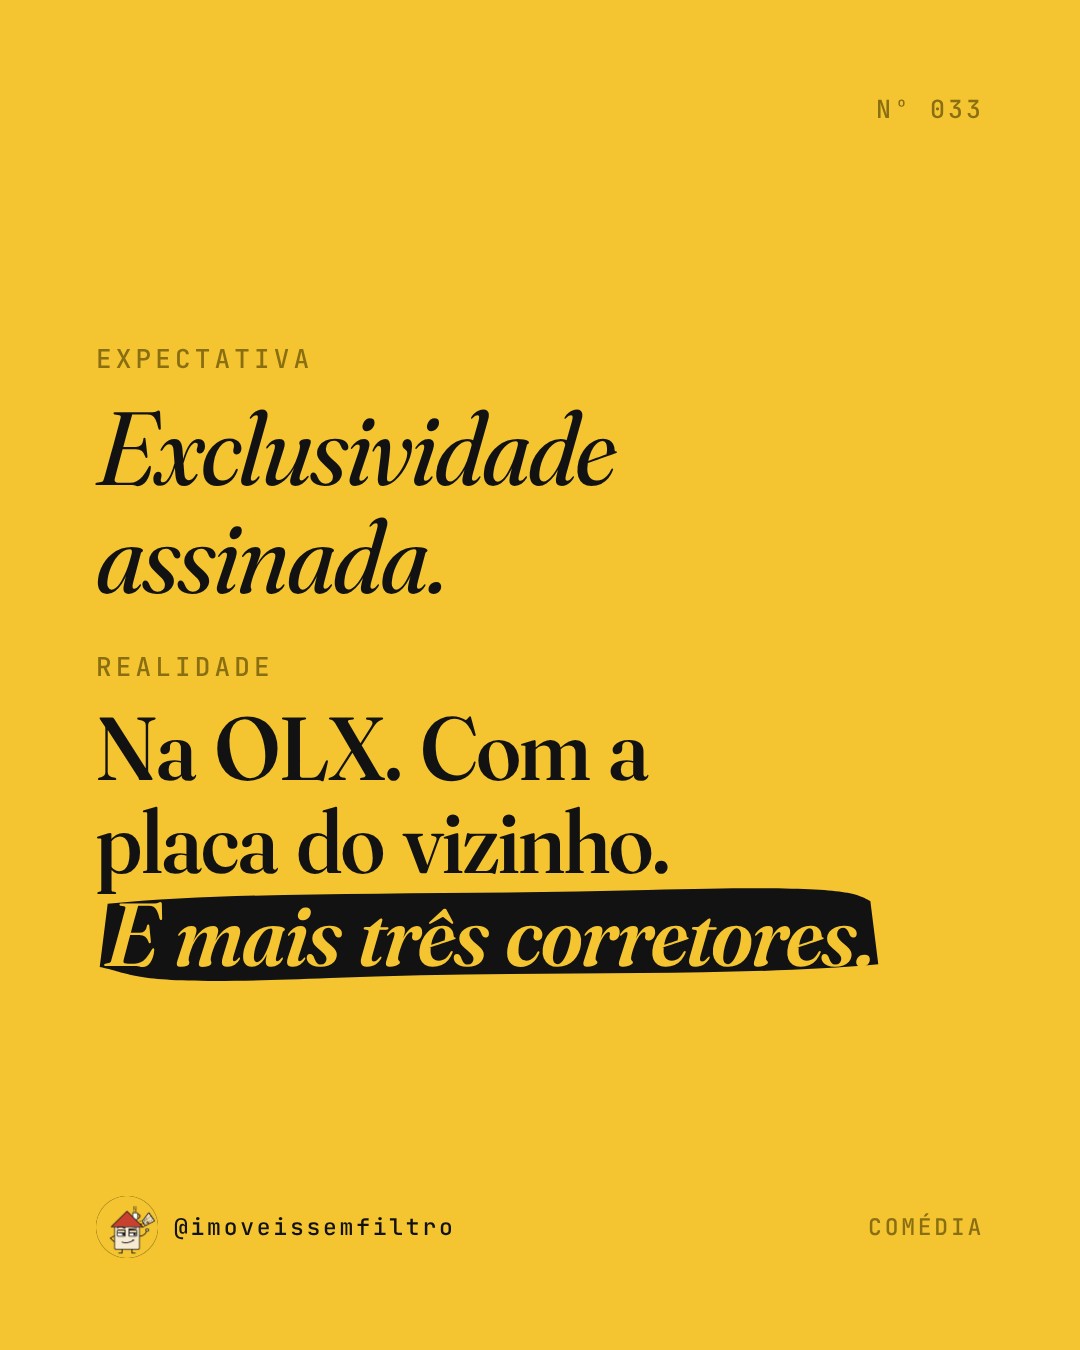 Nº 033
EXPECTATIVA
Exclusividade
assinada.
REALIDADE
Na OLX. Com a
placa do vizinho.
E mais três corretores.
@imoveissemfiltro
COMÉDIA